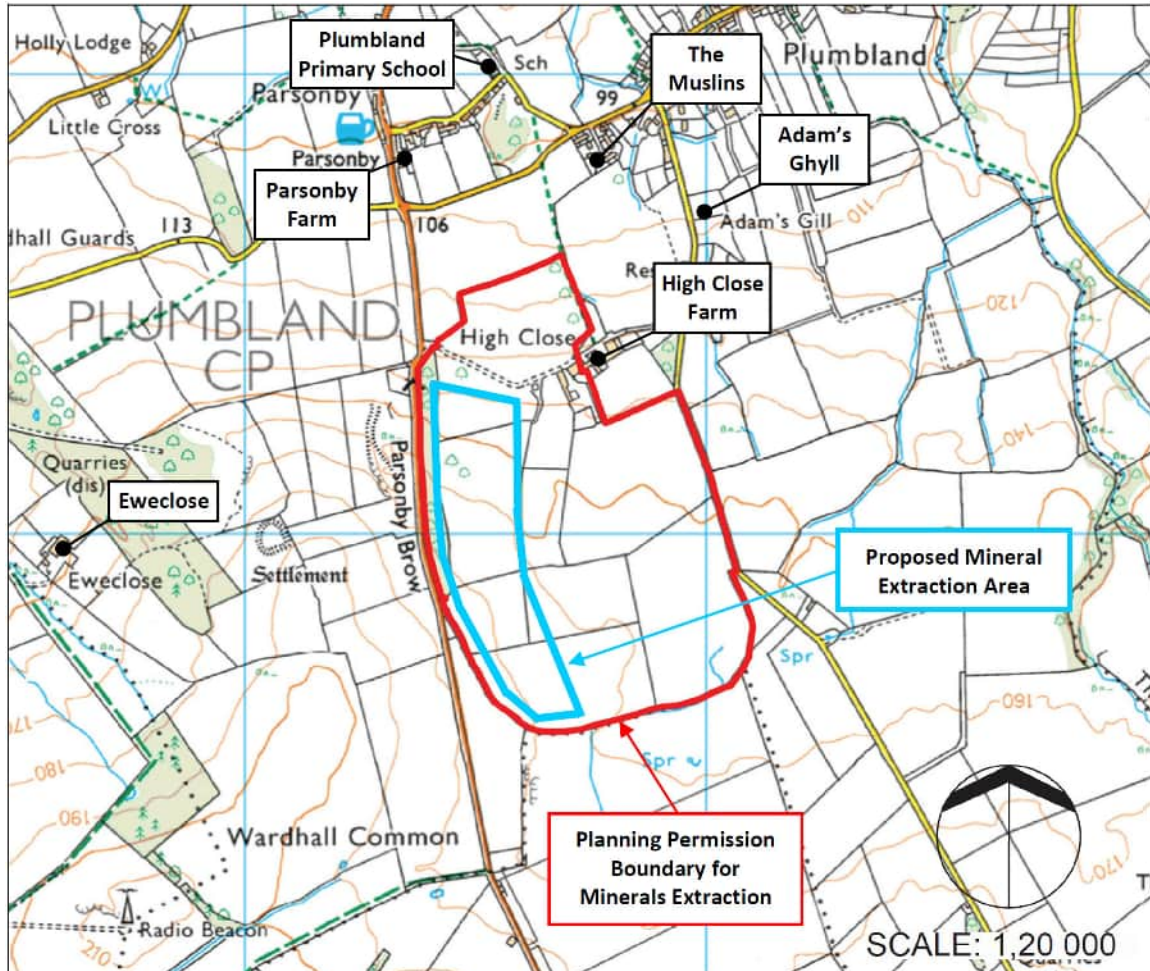 Holly Lodge
Plumbland
Primary School
Sch
The
Muslins
Plumbland
W
Parsonby
99
Little Cross
Adam's
Ghyll
Parsonby
Parsonby
Farm
110
dhall Guards
113
106
Adam's Gill
Res
High Close
Farm
120
PLUMBLAND
CP
High Close
140
Quarries
(dis)
Parsonby Brow
Eweclose
Eweclose
Settlement
Proposed Mineral
Extraction Area
Spr
160
170
180
Spr
190
Wardhall Common
Planning Permission
Boundary for
Minerals Extraction
170
Radio Beacon
210
SCALE: 1,20 000
Quarries